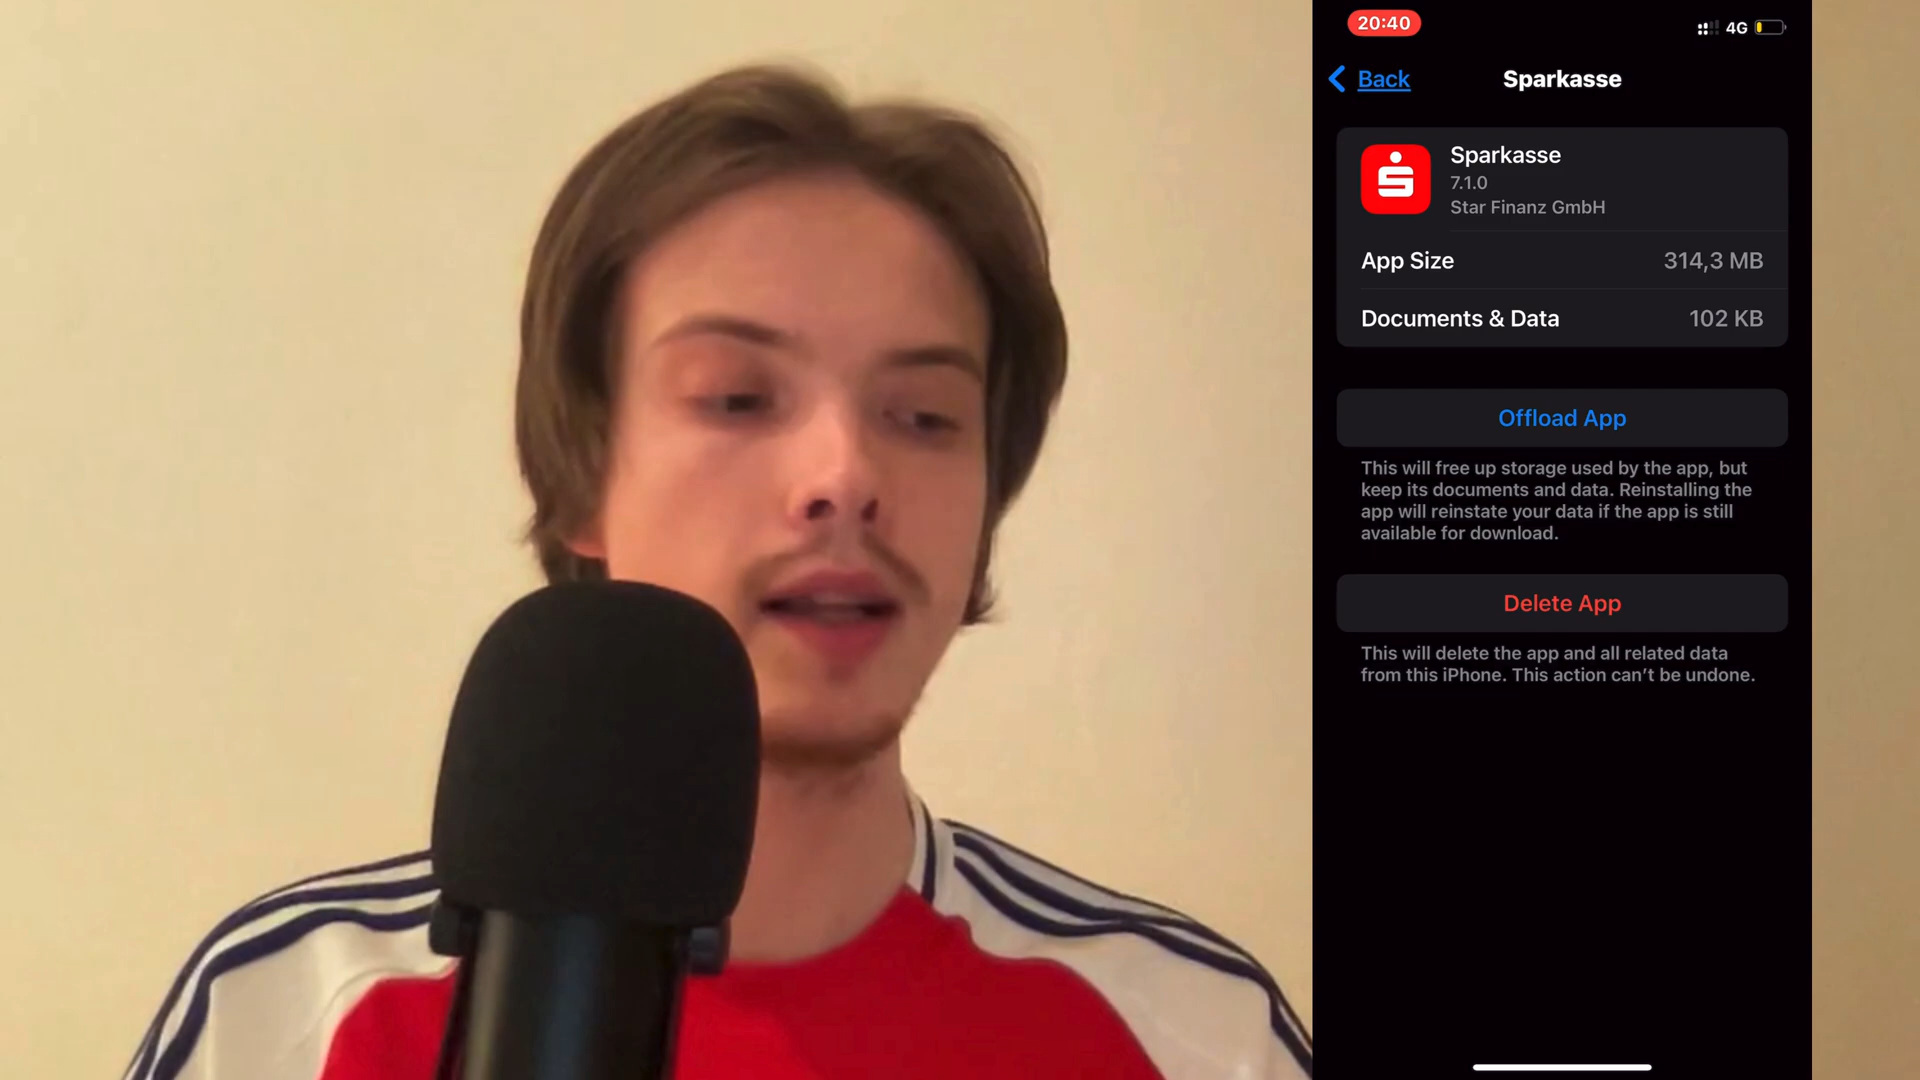 20:40
4G
Back
Sparkasse
Sparkasse
7.1.0
Star Finanz GmbH
App Size
314,3 MB
Documents & Data
102 KB
Offload App
This will free up storage used by the app, but
keep its documents and data. Reinstalling the
app will reinstate your data if the app is still
available for download.
Delete App
This will delete the app and all related data
from this iPhone. This action can’t be undone.